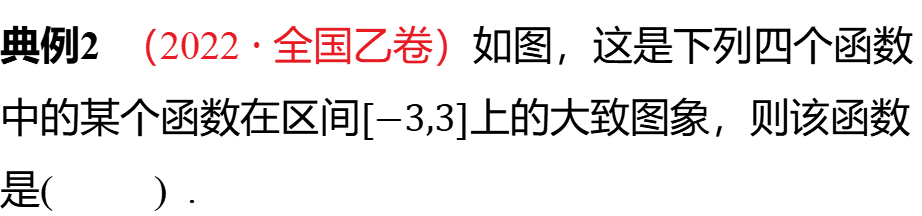 典例2 （2022 · 全国乙卷）如图，这是下列四个函数
中的某个函数在区间[−3,3]上的大致图象，则该函数
是(　　).